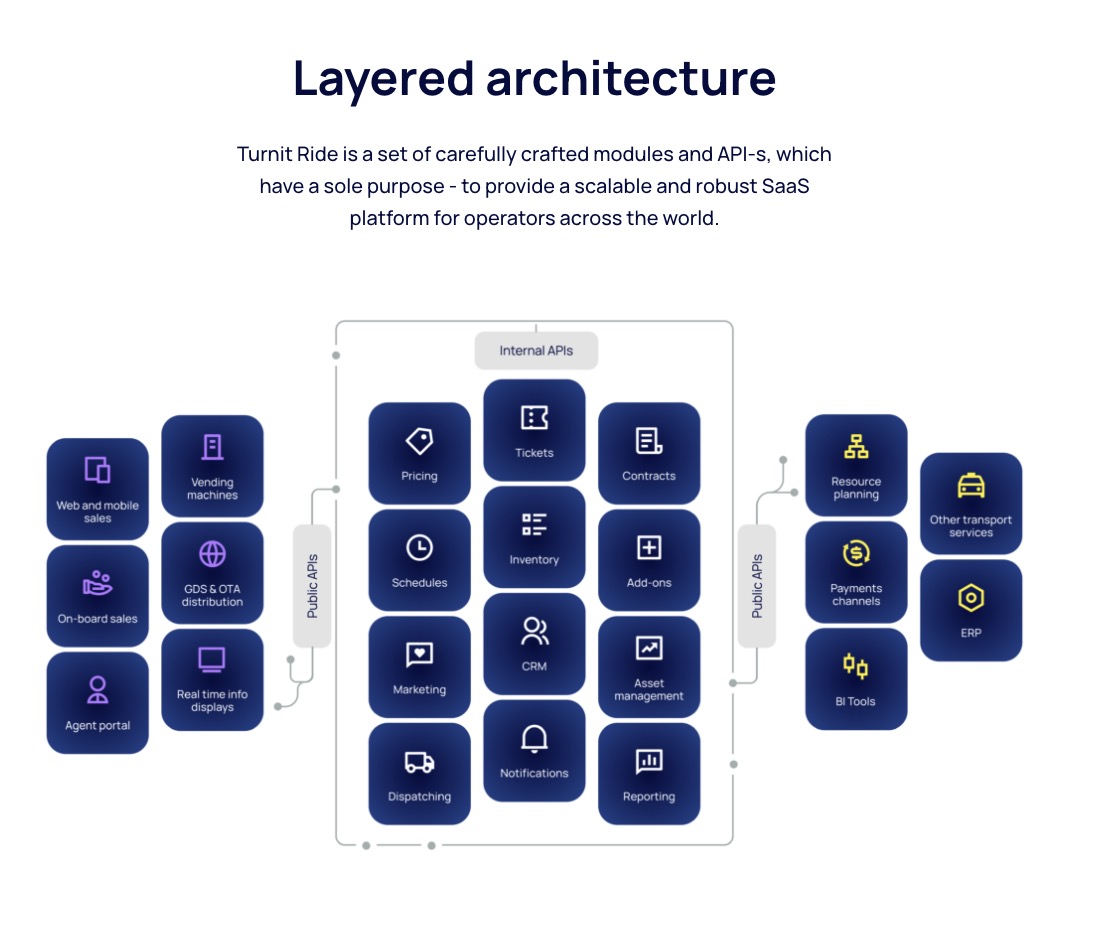 Layered architecture
Turnit Ride is a set of carefully crafted modules and API-s, which
have a sole purpose - to provide a scalable and robust SaaS
platform for operators across the world.
Web and mobile
sales
On-board sales
Agent portal
Vending
machines
GDS & OTA
distribution
Real time info
displays
Public APIs
Internal APIs
Pricing
Schedules
Marketing
Dispatching
Tickets
Inventory
CRM
Notifications
Contracts
Add-ons
Asset
management
Reporting
Public APIs
Resource
planning
Payments
channels
BI Tools
Other transport
services
ERP